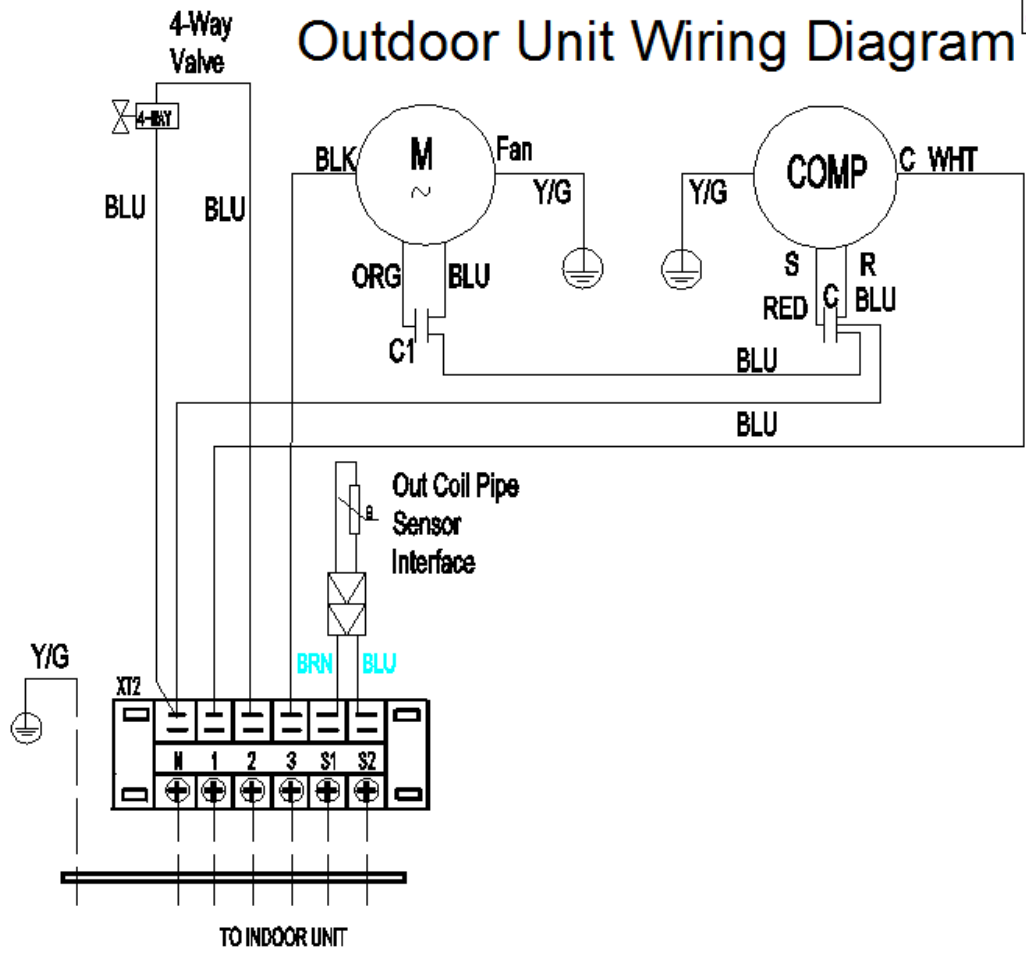 Outdoor Unit Wiring Diagram
4-Way
Valve
4-WAY
BLU
BLU
BLK
M
~
Fan
Y/G
ORG
BLU
C1
Y/G
COMP
C WHT
S
R
RED
C
BLU
BLU
BLU
Out Coil Pipe
Sensor
Interface
BRN
BLU
Y/G
XT2
N 1 2 3 S1 S2
TO INDOOR UNIT